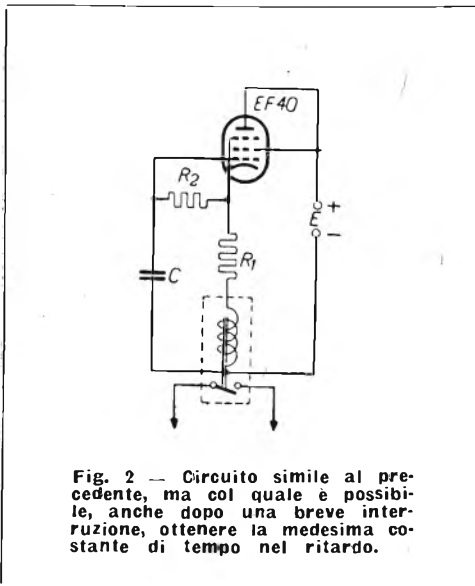 EF40
R2
+
E
−
R1
C
Fig. 2 — Circuito simile al pre-
cedente, ma col quale è possibi-
le, anche dopo una breve inter-
ruzione, ottenere la medesima co-
stante di tempo nel ritardo.